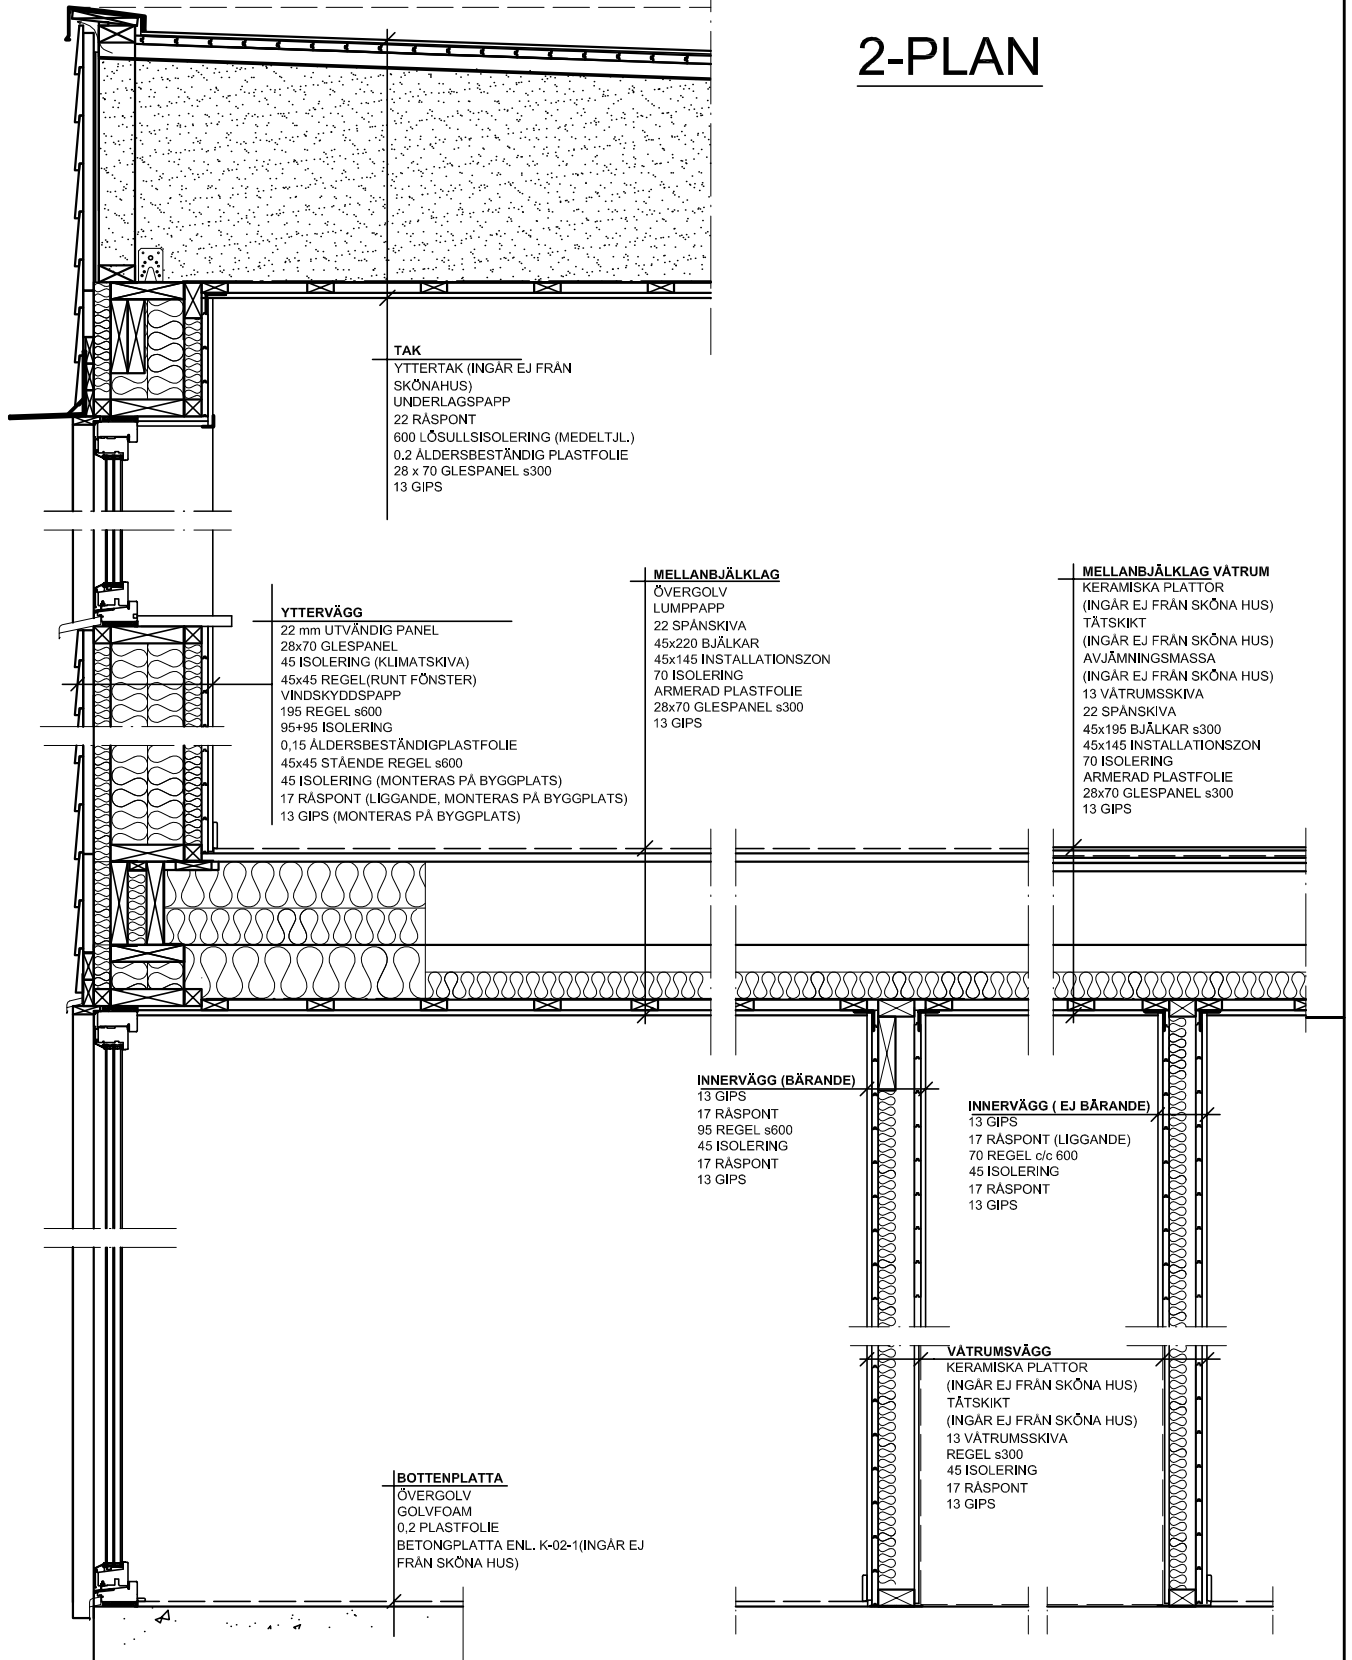 2-PLAN
TAK
YTTERTAK (INGÅR EJ FRÅN
SKÖNAHUS)
UNDERLAGSPAPP
22 RÅSPONT
600 LÖSULLSISOLERING (MEDELTJL.)
0.2 ÅLDERSBESTÄNDIG PLASTFOLIE
28 x 70 GLESPANEL s300
13 GIPS
YTTERVÄGG
22 mm UTVÄNDIG PANEL
28x70 GLESPANEL
45 ISOLERING (KLIMATSKIVA)
45x45 REGEL(RUNT FÖNSTER)
VINDSKYDDSPAPP
195 REGEL s600
95+95 ISOLERING
0,15 ÅLDERSBESTÄNDIGPLASTFOLIE
45x45 STÅENDE REGEL s600
45 ISOLERING (MONTERAS PÅ BYGGPLATS)
17 RÅSPONT (LIGGANDE, MONTERAS PÅ BYGGPLATS)
13 GIPS (MONTERAS PÅ BYGGPLATS)
MELLANBJÄLKLAG
ÖVERGOLV
LUMPPAPP
22 SPÅNSKIVA
45x220 BJÄLKAR
45x145 INSTALLATIONSZON
70 ISOLERING
ARMERAD PLASTFOLIE
28x70 GLESPANEL s300
13 GIPS
MELLANBJÄLKLAG VÅTRUM
KERAMISKA PLATTOR
(INGÅR EJ FRÅN SKÖNA HUS)
TÄTSKIKT
(INGÅR EJ FRÅN SKÖNA HUS)
AVJÄMNINGSMASSA
(INGÅR EJ FRÅN SKÖNA HUS)
13 VÅTRUMSSKIVA
22 SPÅNSKIVA
45x195 BJÄLKAR s300
45x145 INSTALLATIONSZON
70 ISOLERING
ARMERAD PLASTFOLIE
28x70 GLESPANEL s300
13 GIPS
INNERVÄGG (BÄRANDE)
13 GIPS
17 RÅSPONT
95 REGEL s600
45 ISOLERING
17 RÅSPONT
13 GIPS
INNERVÄGG ( EJ BÄRANDE)
13 GIPS
17 RÅSPONT (LIGGANDE)
70 REGEL c/c 600
45 ISOLERING
17 RÅSPONT
13 GIPS
VÅTRUMSVÄGG
KERAMISKA PLATTOR
(INGÅR EJ FRÅN SKÖNA HUS)
TÄTSKIKT
(INGÅR EJ FRÅN SKÖNA HUS)
13 VÅTRUMSSKIVA
REGEL s300
45 ISOLERING
17 RÅSPONT
13 GIPS
BOTTENPLATTA
ÖVERGOLV
GOLVFOAM
0,2 PLASTFOLIE
BETONGPLATTA ENL. K-02-1(INGÅR EJ
FRÅN SKÖNA HUS)